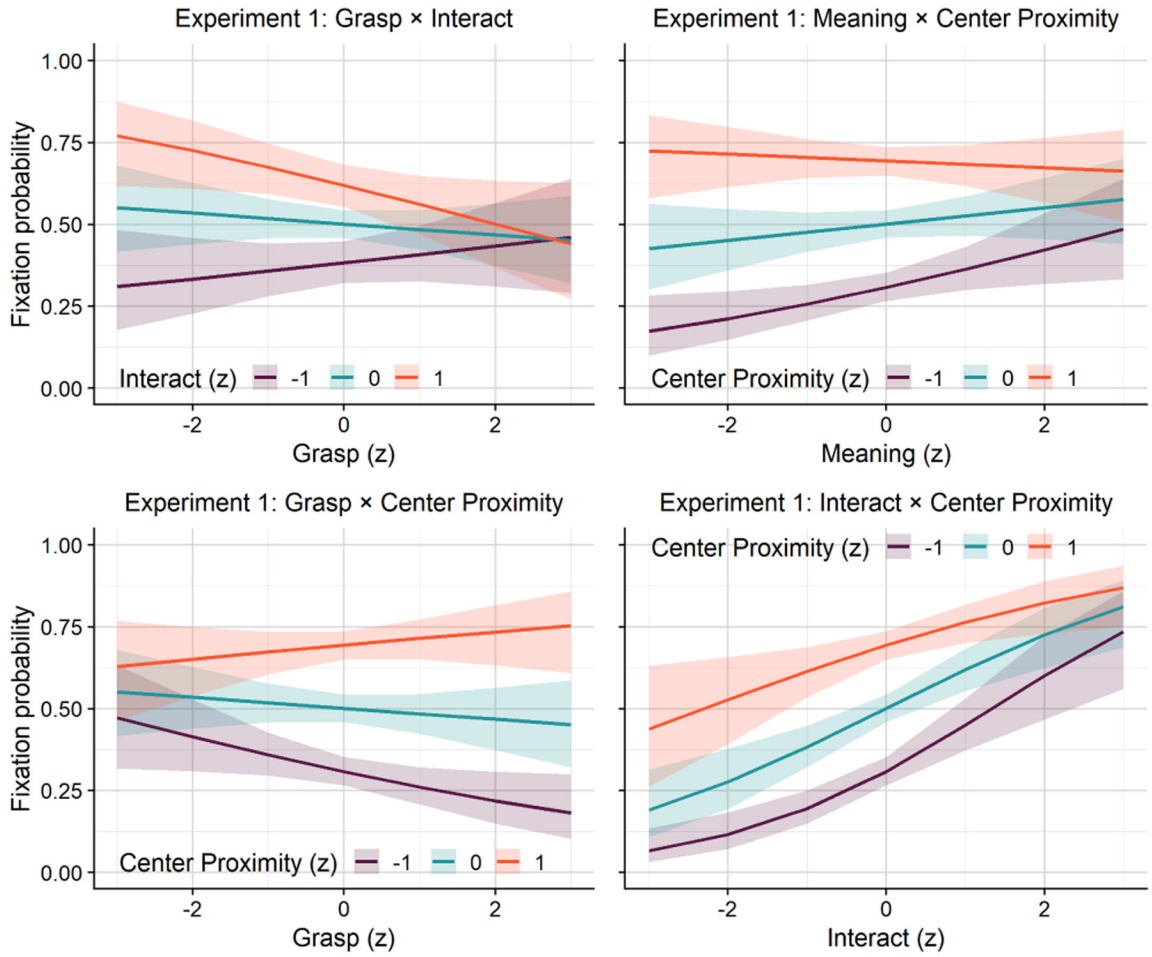 Experiment 1: Grasp × Interact
Fixation probability
1.00
0.75
0.50
0.25
0.00
Interact (z) -1 0 1
-2 0 2
Grasp (z)
Experiment 1: Meaning × Center Proximity
Center Proximity (z) -1 0 1
-2 0 2
Meaning (z)
Experiment 1: Grasp × Center Proximity
Fixation probability
1.00
0.75
0.50
0.25
0.00
Center Proximity (z) -1 0 1
-2 0 2
Grasp (z)
Experiment 1: Interact × Center Proximity
Center Proximity (z) -1 0 1
-2 0 2
Interact (z)